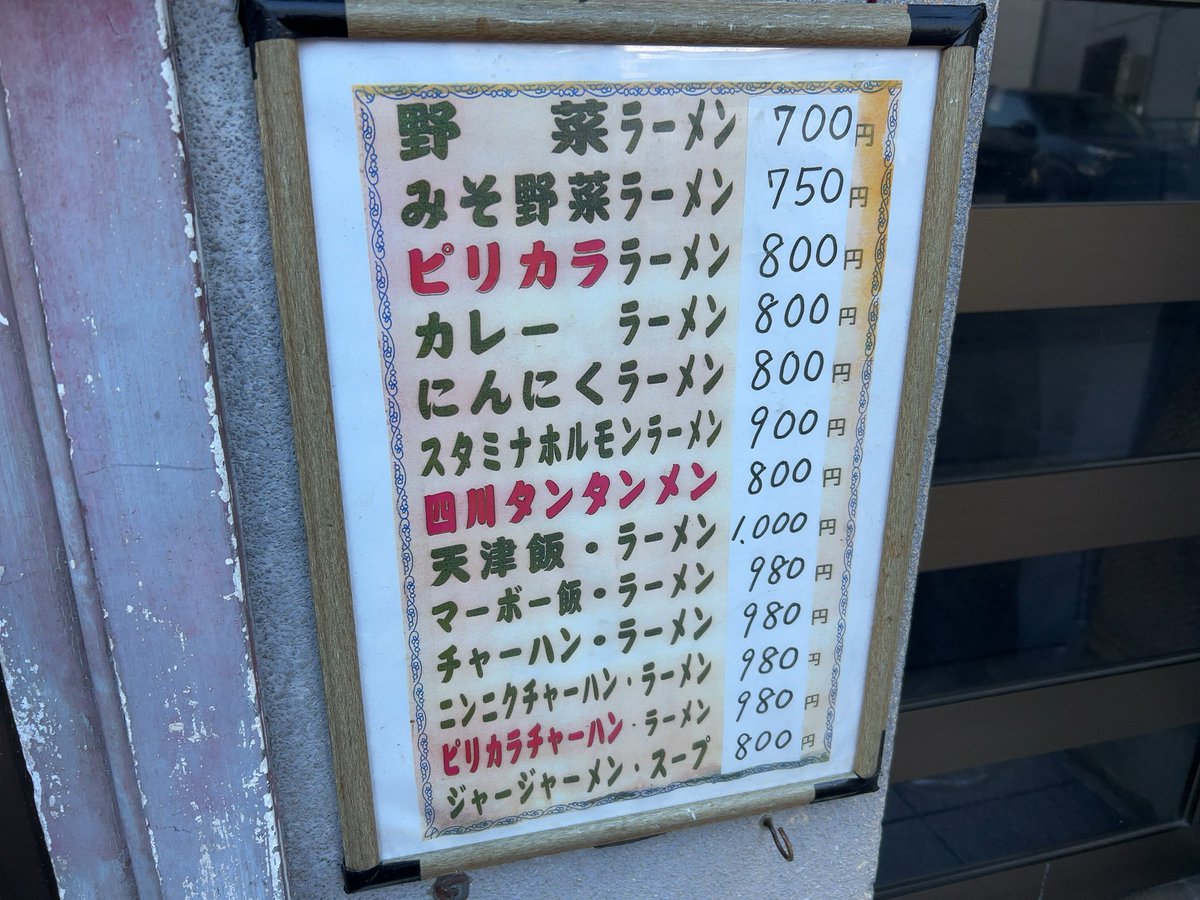 野菜ラーメン 700円
みそ野菜ラーメン 750円
ピリカララーメン 800円
カレーラーメン 800円
にんにくラーメン 800円
スタミナホルモンラーメン 900円
四川タンタンメン 800円
天津飯・ラーメン 1,000円
マーボー飯・ラーメン 980円
チャーハン・ラーメン 980円
ニンニクチャーハン・ラーメン 980円
ピリカラチャーハン・ラーメン 980円
ジャージャーメン・スープ 800円